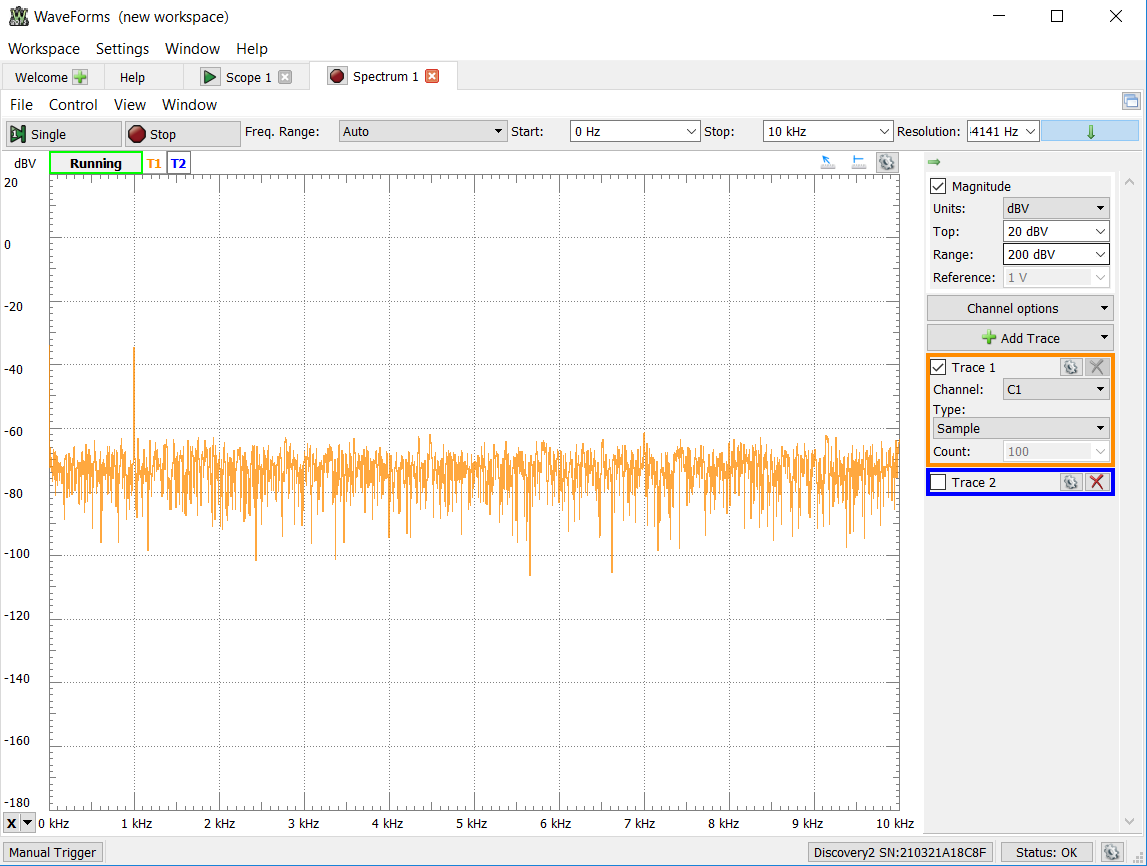 WaveForms (new workspace)
Workspace Settings Window Help
Welcome Help Scope 1 Spectrum 1
File Control View Window
Single Stop Freq. Range: Auto Start: 0 Hz Stop: 10 kHz Resolution: 4141 Hz
dBV Running T1 T2
20
0
-20
-40
-60
-80
-100
-120
-140
-160
-180
X 0 kHz 1 kHz 2 kHz 3 kHz 4 kHz 5 kHz 6 kHz 7 kHz 8 kHz 9 kHz 10 kHz
Magnitude
Units: dBV
Top: 20 dBV
Range: 200 dBV
Reference: 1 V
Channel options
Add Trace
Trace 1
Channel: C1
Type:
Sample
Count: 100
Trace 2
Manual Trigger Discovery2 SN:210321A18C8F Status: OK